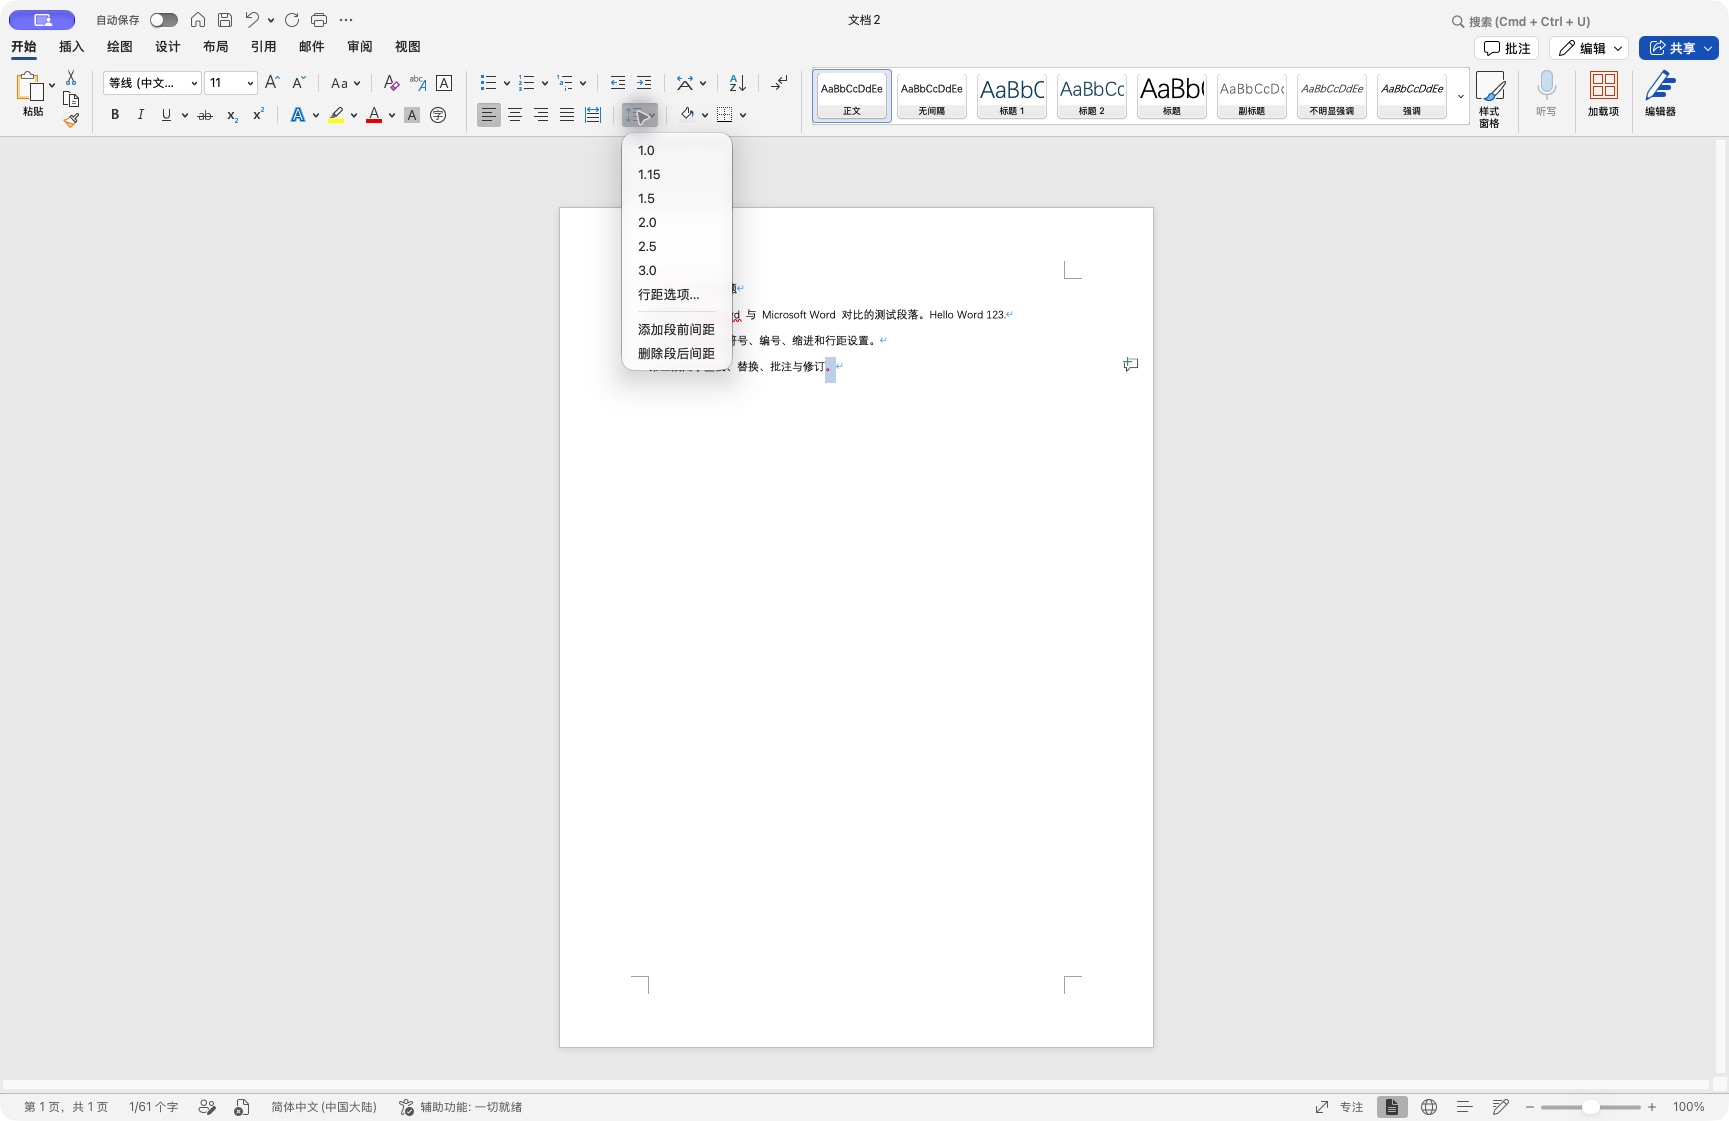 自动保存
文档 2
搜索 (Cmd + Ctrl + U)
开始 插入 绘图 设计 布局 引用 邮件 审阅 视图
批注 编辑 共享
粘贴
等线 (中文... 11
AaBbCcDdEe AaBbCcDdEe AaBbC AaBbCc AaBb( AaBbCcD( AaBbCcDdEe AaBbCcDdEe
正文 无间隔 标题 1 标题 2 标题 副标题 不明显强调 强调
样式
窗格
听写 加载项 编辑器
1.0
1.15
1.5
2.0
2.5
3.0
行距选项...
添加段前间距
删除段后间距
题
与 Microsoft Word 对比的测试段落。Hello Word 123.
符号、编号、缩进和行距设置。
、替换、批注与修订。
第 1 页，共 1 页 1/61 个字 简体中文 (中国大陆) 辅助功能: 一切就绪 专注 100%